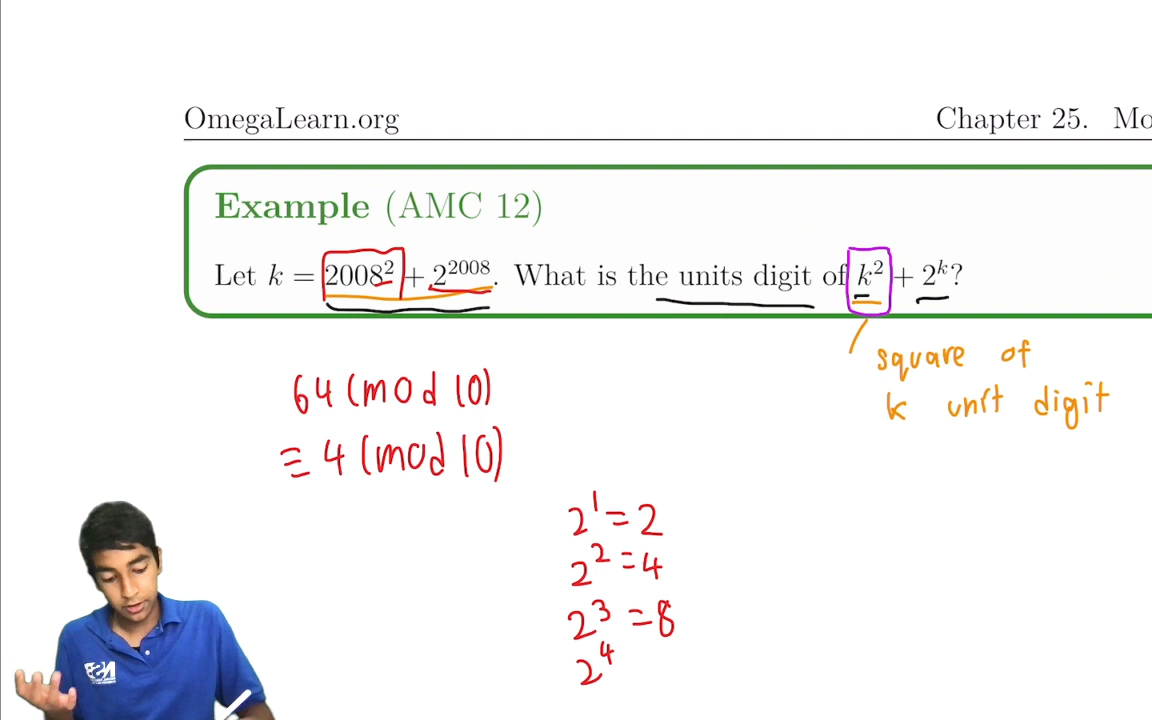 OmegaLearn.org Chapter 25. Mo
Example (AMC 12)
Let k = 2008² + 2²⁰⁰⁸. What is the units digit of k² + 2ᵏ?
square of
k unit digit
64 (mod 10)
≡ 4 (mod 10)
2¹ = 2
2² = 4
2³ = 8
2⁴